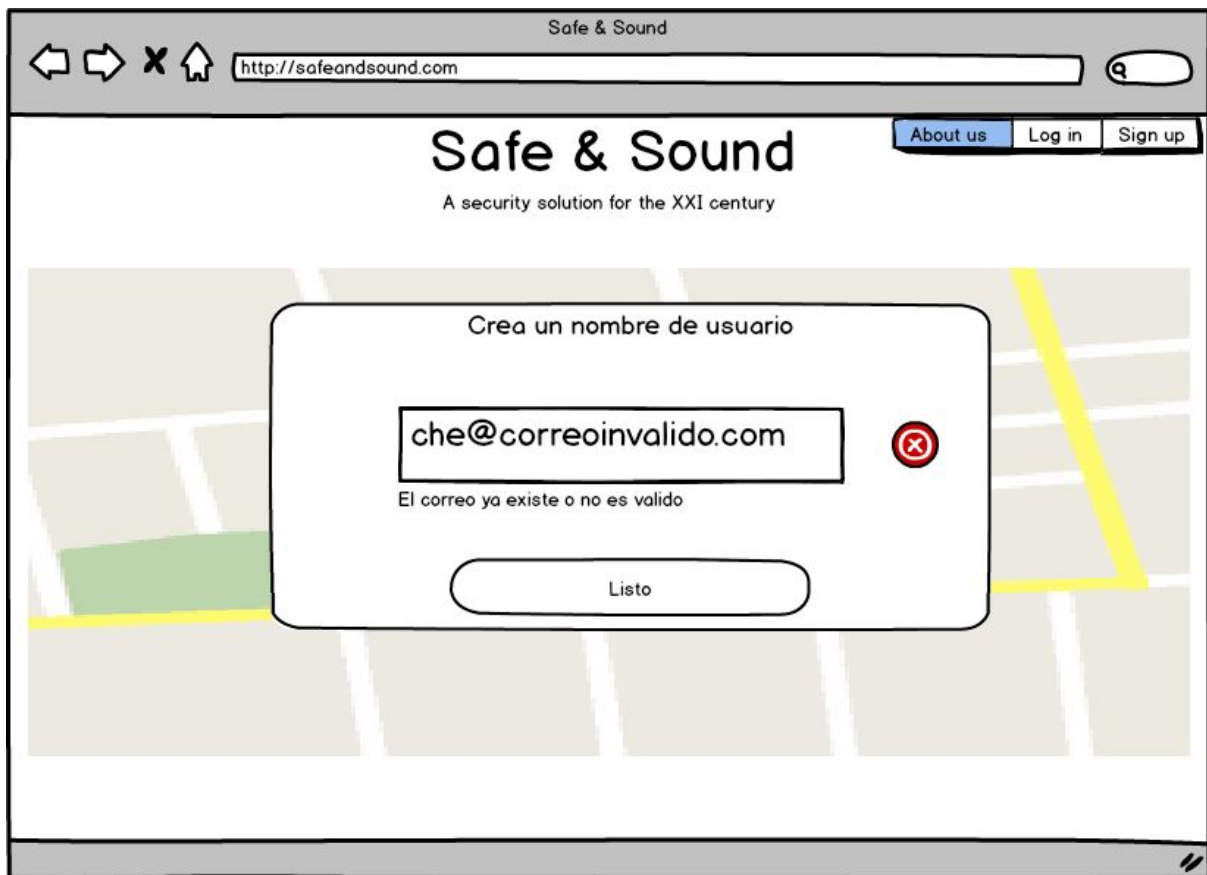 Safe & Sound
http://safeandsound.com
About us Log in Sign up
Safe & Sound
A security solution for the XXI century
Crea un nombre de usuario
che@correoinvalido.com
El correo ya existe o no es valido
Listo